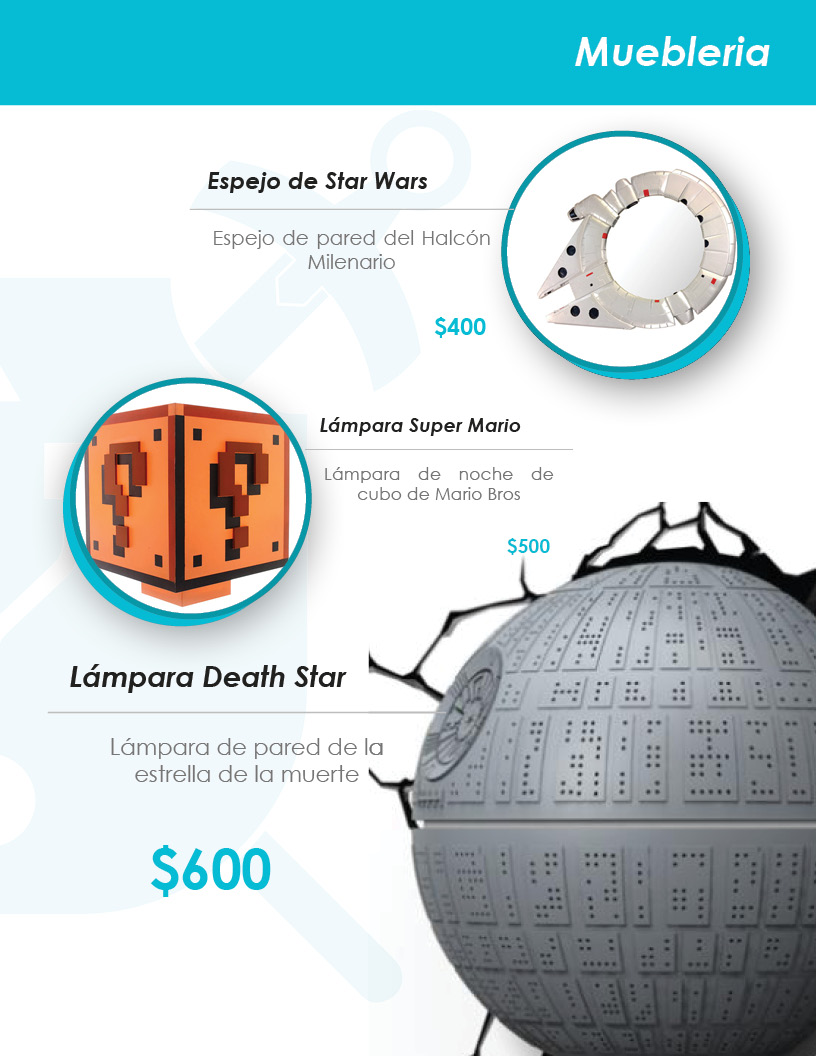 Muebleria
Espejo de Star Wars
Espejo de pared del Halcón
Milenario
$400
Lámpara Super Mario
Lámpara de noche de
cubo de Mario Bros
$500
Lámpara Death Star
Lámpara de pared de la
estrella de la muerte
$600